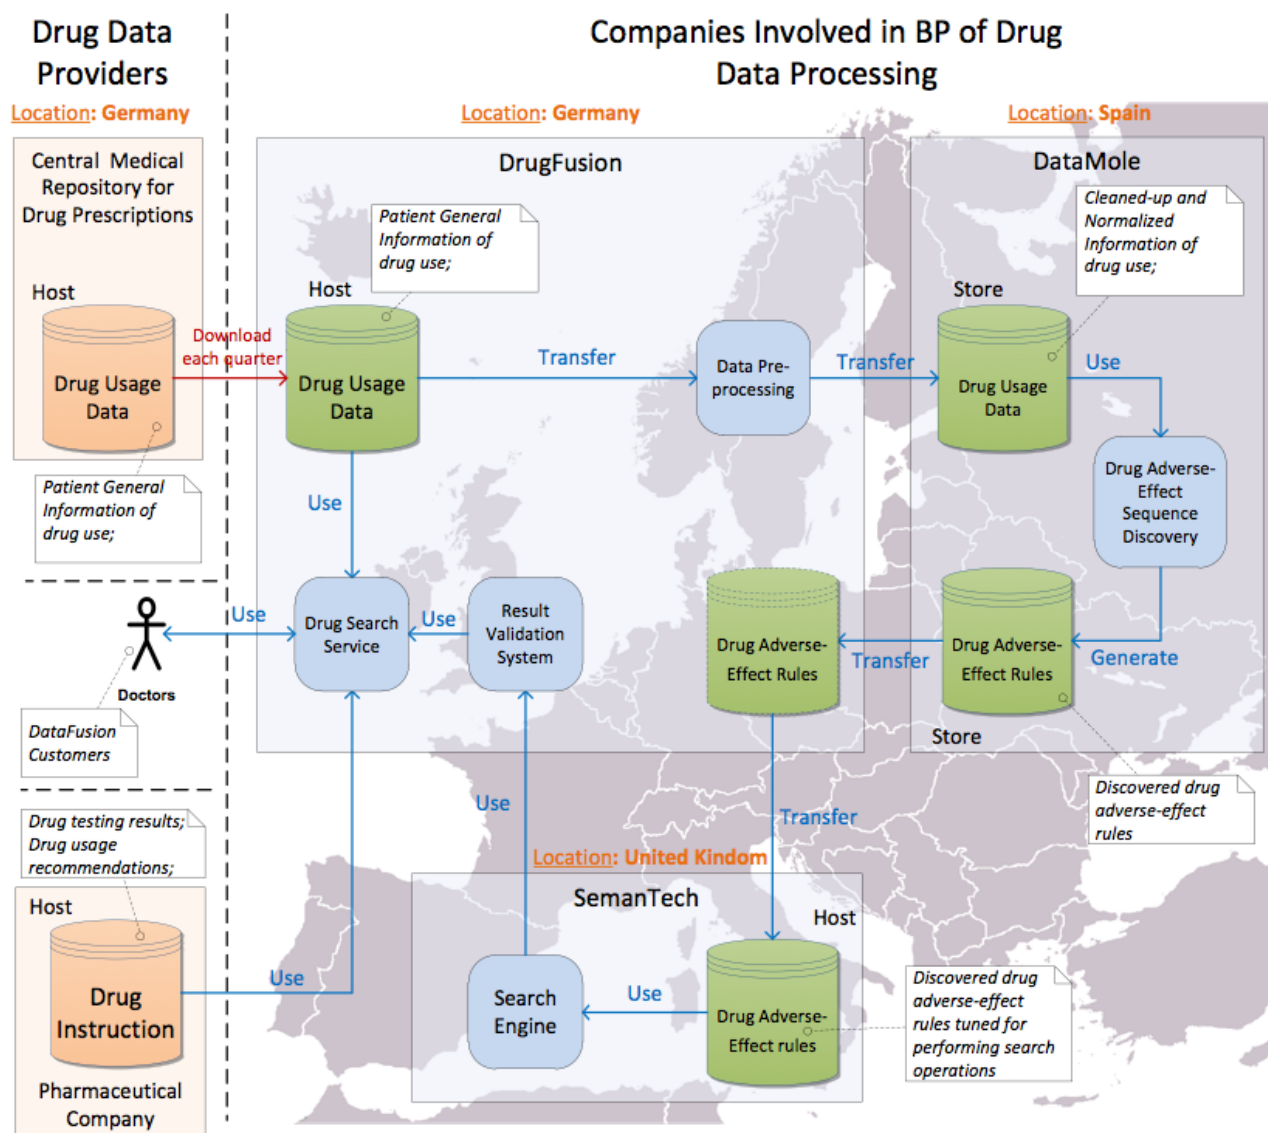 Drug Data
Providers
Companies Involved in BP of Drug
Data Processing
Location: Germany
Location: Germany
Location: Spain
Central  Medical
Repository for
Drug Prescriptions
Host
Drug Usage
Data
Patient General
Information of
drug use;
Download
each quarter
DrugFusion
Patient General
Information of
drug use;
Host
Drug Usage
Data
Transfer
Data Pre-
processing
Transfer
DataMole
Cleaned-up and
Normalized
Information of
drug use;
Store
Drug Usage
Data
Use
Drug Adverse-
Effect
Sequence
Discovery
Use
Use
Drug Search
Service
Use
Result
Validation
System
Drug Adverse-
Effect Rules
Transfer
Drug Adverse-
Effect Rules
Generate
Store
Doctors
DataFusion
Customers
Discovered drug
adverse-effect
rules
Use
Transfer
Drug testing results;
Drug usage
recommendations;
Host
Drug
Instruction
Pharmaceutical
Company
Use
Location: United Kindom
SemanTech
Host
Search
Engine
Use
Drug Adverse-
Effect rules
Discovered drug
adverse-effect
rules tuned for
performing search
operations